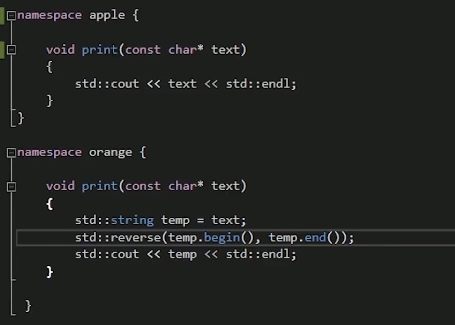 namespace apple {
void print(const char* text)
{
std::cout << text << std::endl;
}
}
namespace orange {
void print(const char* text)
{
std::string temp = text;
std::reverse(temp.begin(), temp.end());
std::cout << temp << std::endl;
}
}